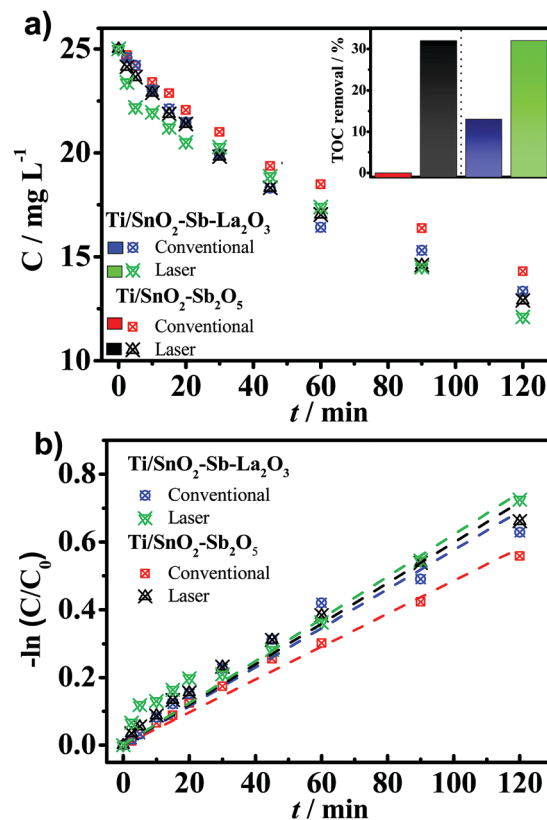 a)
25
20
15
10
C / mg L⁻¹
TOC removal / %
30
20
10
0
Ti/SnO₂-Sb-La₂O₃
Conventional
Laser
Ti/SnO₂-Sb₂O₅
Conventional
Laser
0 20 40 60 80 100 120
t / min
b)
0.8
0.6
0.4
0.2
0.0
-ln (C/C₀)
Ti/SnO₂-Sb-La₂O₃
Conventional
Laser
Ti/SnO₂-Sb₂O₅
Conventional
Laser
0 20 40 60 80 100 120
t / min